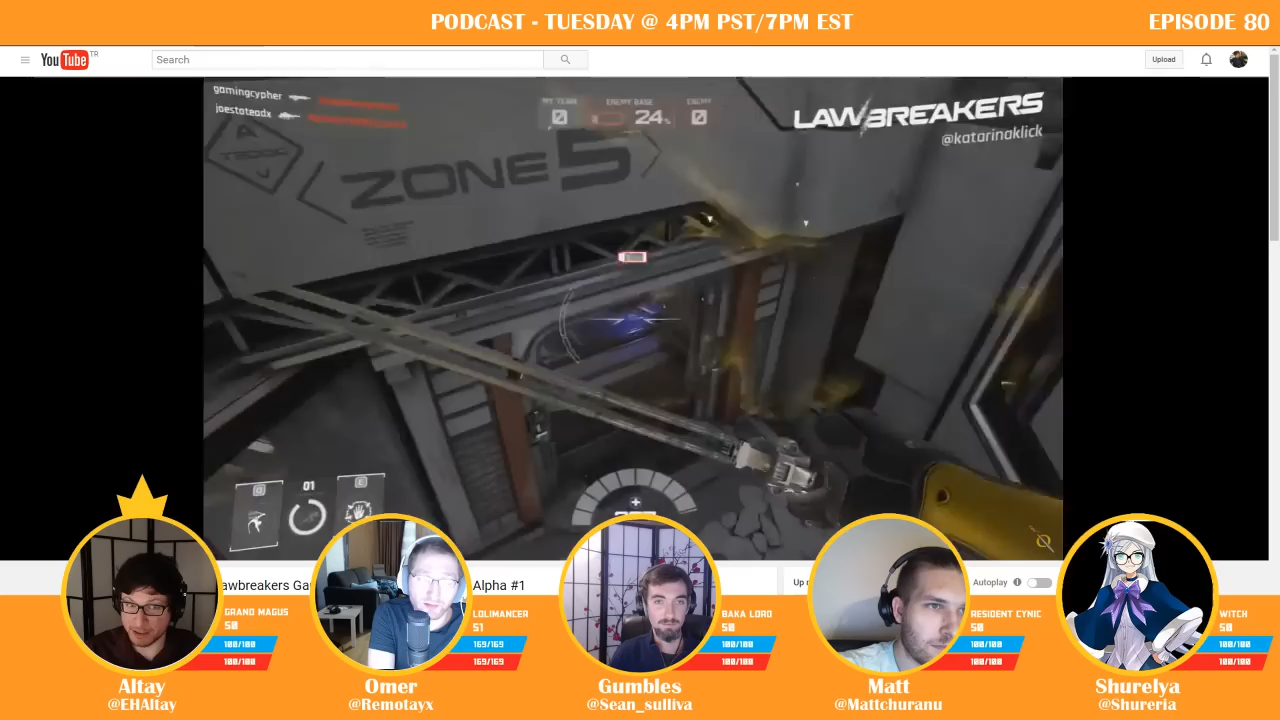 PODCAST - TUESDAY @ 4PM PST/7PM EST
EPISODE 80
YouTube TR
Search
Upload
gamingcypher
joestoteadx
MY TEAM
0
ENEMY BASE
24%
ENEMY
0
LAWBREAKERS
@katarinaklick
ZONE 5
Q
01
E
awbreakers Ga
Alpha #1
Up n
Autoplay
GRAND MAGUS
50
100/100
100/100
LOLIMANCER
51
169/169
169/169
BAKA LORD
50
100/100
100/100
RESIDENT CYNIC
50
100/100
100/100
WITCH
50
100/100
100/100
Altay
@EHAltay
Omer
@Remotayx
Gumbles
@Sean_sulliva
Matt
@Mattchuranu
Shurelya
@Shureria